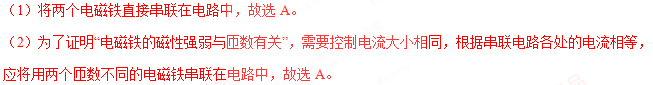 （1）将两个电磁铁直接串联在电路中，故选 A。
（2）为了证明“电磁铁的磁性强弱与匝数有关”，需要控制电流大小相同，根据串联电路各处的电流相等，
应将用两个匝数不同的电磁铁串联在电路中，故选 A。